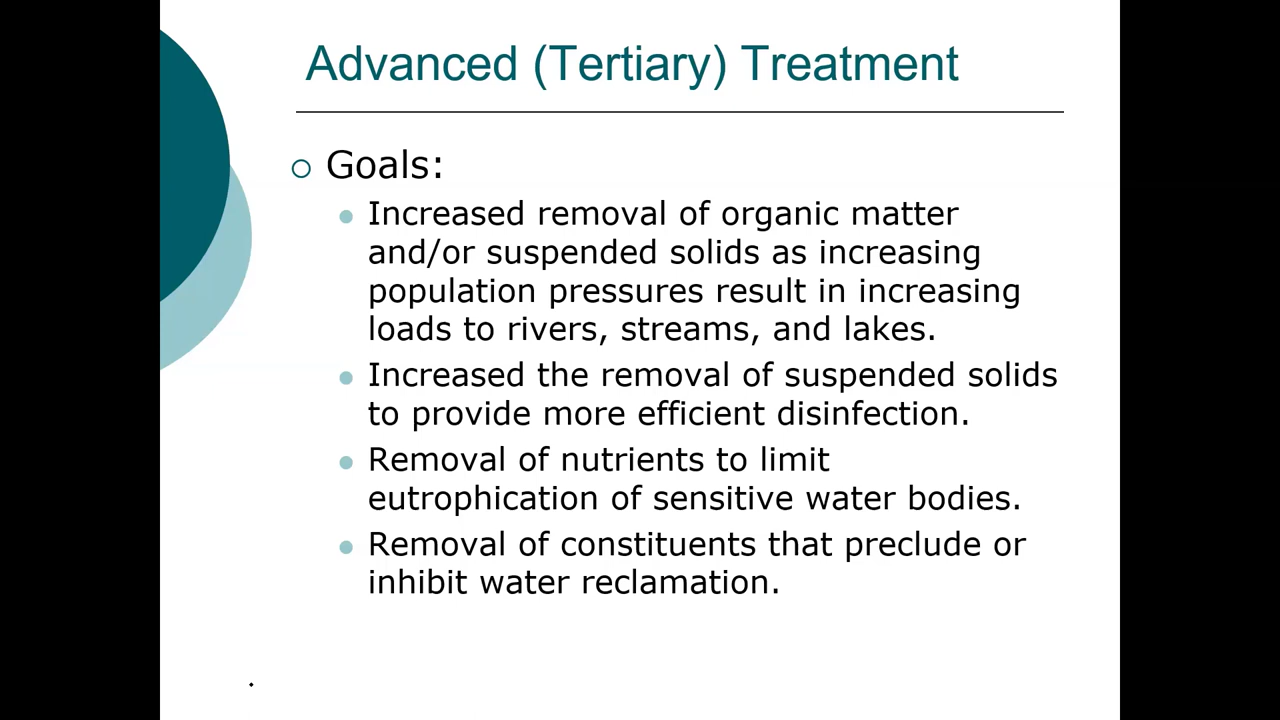 Advanced (Tertiary) Treatment
Goals:
Increased removal of organic matter
and/or suspended solids as increasing
population pressures result in increasing
loads to rivers, streams, and lakes.
Increased the removal of suspended solids
to provide more efficient disinfection.
Removal of nutrients to limit
eutrophication of sensitive water bodies.
Removal of constituents that preclude or
inhibit water reclamation.